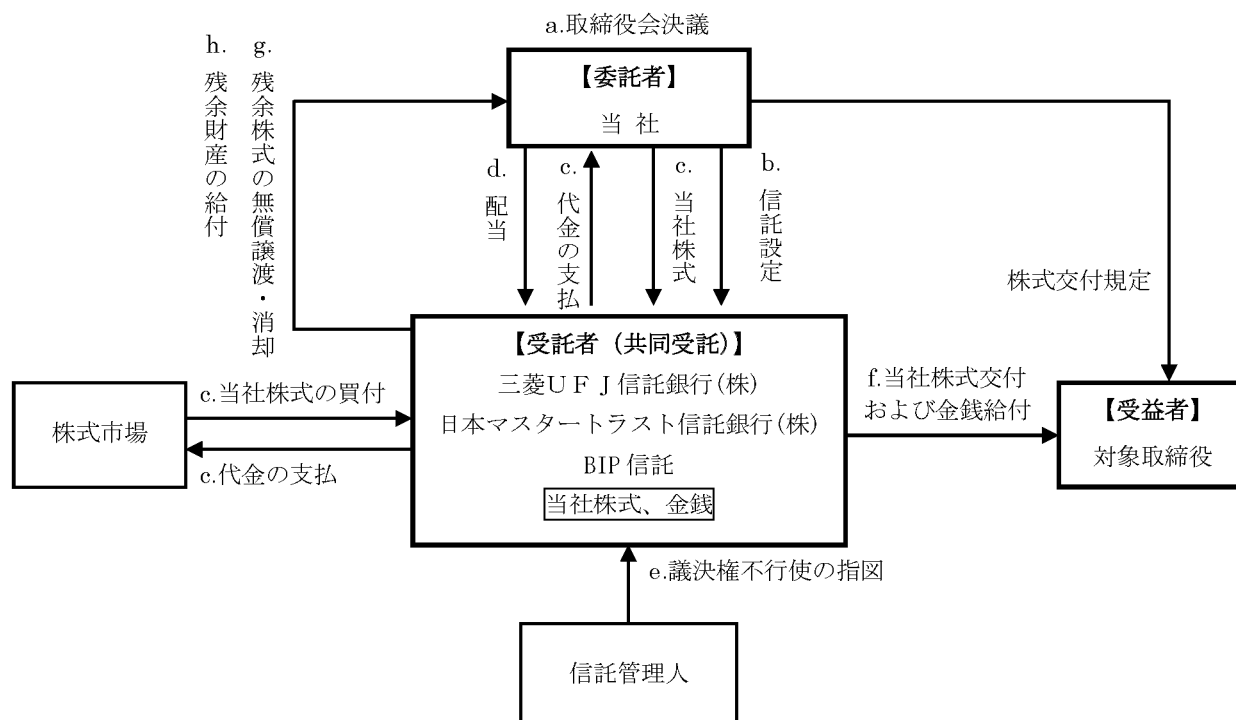 a.取締役会決議
【委託者】
当 社
h.
残余財産の給付
g.
残余株式の無償譲渡・消却
d.
配当
c.
代金の支払
c.
当社株式
b.
信託設定
株式交付規定
【受託者（共同受託）】
三菱ＵＦＪ信託銀行(株)
日本マスタートラスト信託銀行(株)
BIP 信託
当社株式、金銭
株式市場
c.当社株式の買付
c.代金の支払
f.当社株式交付
および金銭給付
【受益者】
対象取締役
e.議決権不行使の指図
信託管理人